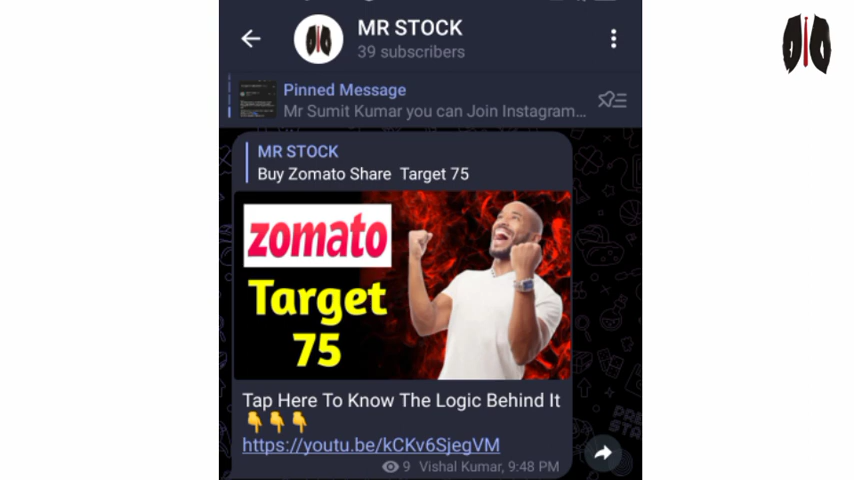 MR STOCK
39 subscribers
Pinned Message
Mr Sumit Kumar you can Join Instagram...
MR STOCK
Buy Zomato Share Target 75
zomato
Target
75
Tap Here To Know The Logic Behind It
👇👇👇
https://youtu.be/kCKv6SjegVM
9 Vishal Kumar, 9:48 PM